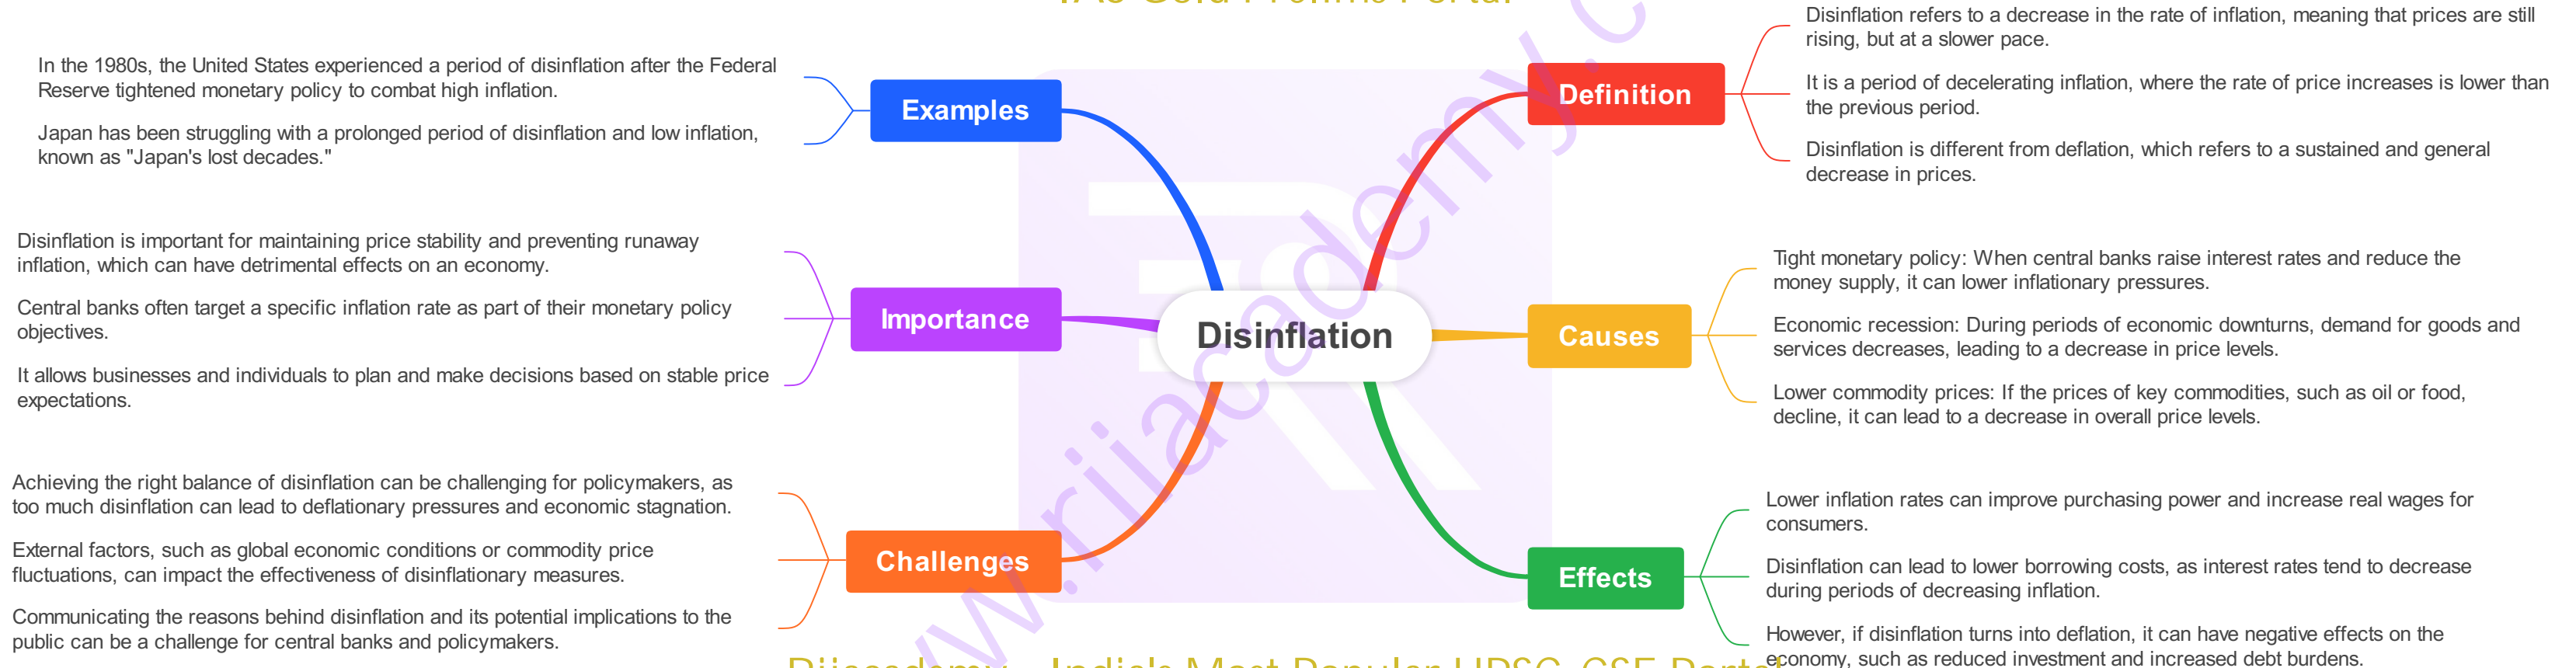 Disinflation
Definition
Disinflation refers to a decrease in the rate of inflation, meaning that prices are still
rising, but at a slower pace.
It is a period of decelerating inflation, where the rate of price increases is lower than
the previous period.
Disinflation is different from deflation, which refers to a sustained and general
decrease in prices.
Causes
Tight monetary policy: When central banks raise interest rates and reduce the
money supply, it can lower inflationary pressures.
Economic recession: During periods of economic downturns, demand for goods and
services decreases, leading to a decrease in price levels.
Lower commodity prices: If the prices of key commodities, such as oil or food,
decline, it can lead to a decrease in overall price levels.
Effects
Lower inflation rates can improve purchasing power and increase real wages for
consumers.
Disinflation can lead to lower borrowing costs, as interest rates tend to decrease
during periods of decreasing inflation.
However, if disinflation turns into deflation, it can have negative effects on the
economy, such as reduced investment and increased debt burdens.
Examples
In the 1980s, the United States experienced a period of disinflation after the Federal
Reserve tightened monetary policy to combat high inflation.
Japan has been struggling with a prolonged period of disinflation and low inflation,
known as "Japan's lost decades."
Importance
Disinflation is important for maintaining price stability and preventing runaway
inflation, which can have detrimental effects on an economy.
Central banks often target a specific inflation rate as part of their monetary policy
objectives.
It allows businesses and individuals to plan and make decisions based on stable price
expectations.
Challenges
Achieving the right balance of disinflation can be challenging for policymakers, as
too much disinflation can lead to deflationary pressures and economic stagnation.
External factors, such as global economic conditions or commodity price
fluctuations, can impact the effectiveness of disinflationary measures.
Communicating the reasons behind disinflation and its potential implications to the
public can be a challenge for central banks and policymakers.
w.rijacademy.c
India's Most Popular UPSC CSE Portal